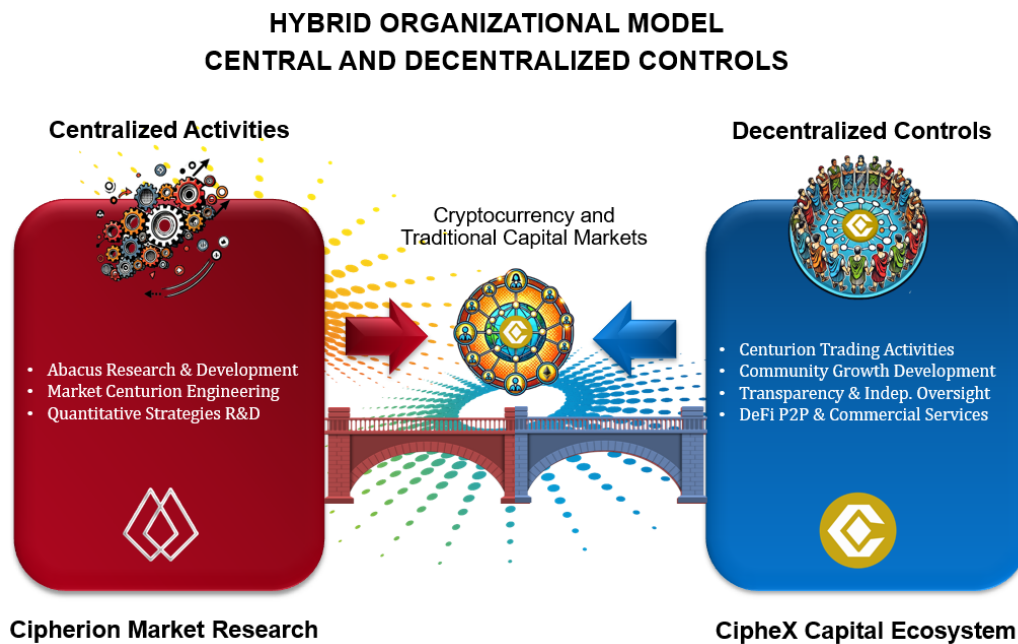 HYBRID ORGANIZATIONAL MODEL
CENTRAL AND DECENTRALIZED CONTROLS
Centralized Activities
• Abacus Research & Development
• Market Centurion Engineering
• Quantitative Strategies R&D
Cipherion Market Research
Cryptocurrency and
Traditional Capital Markets
Decentralized Controls
• Centurion Trading Activities
• Community Growth Development
• Transparency & Indep. Oversight
• DeFi P2P & Commercial Services
CipheX Capital Ecosystem